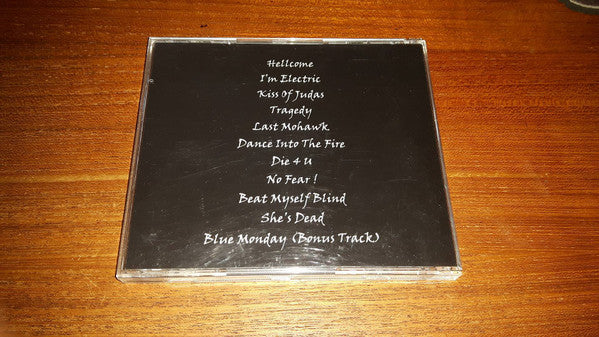 Hellcome
I'm Electric
Kiss Of Judas
Tragedy
Last Mohawk
Dance Into The Fire
Die 4 U
No Fear !
Beat Myself Blind
She's Dead
Blue Monday (Bonus Track)